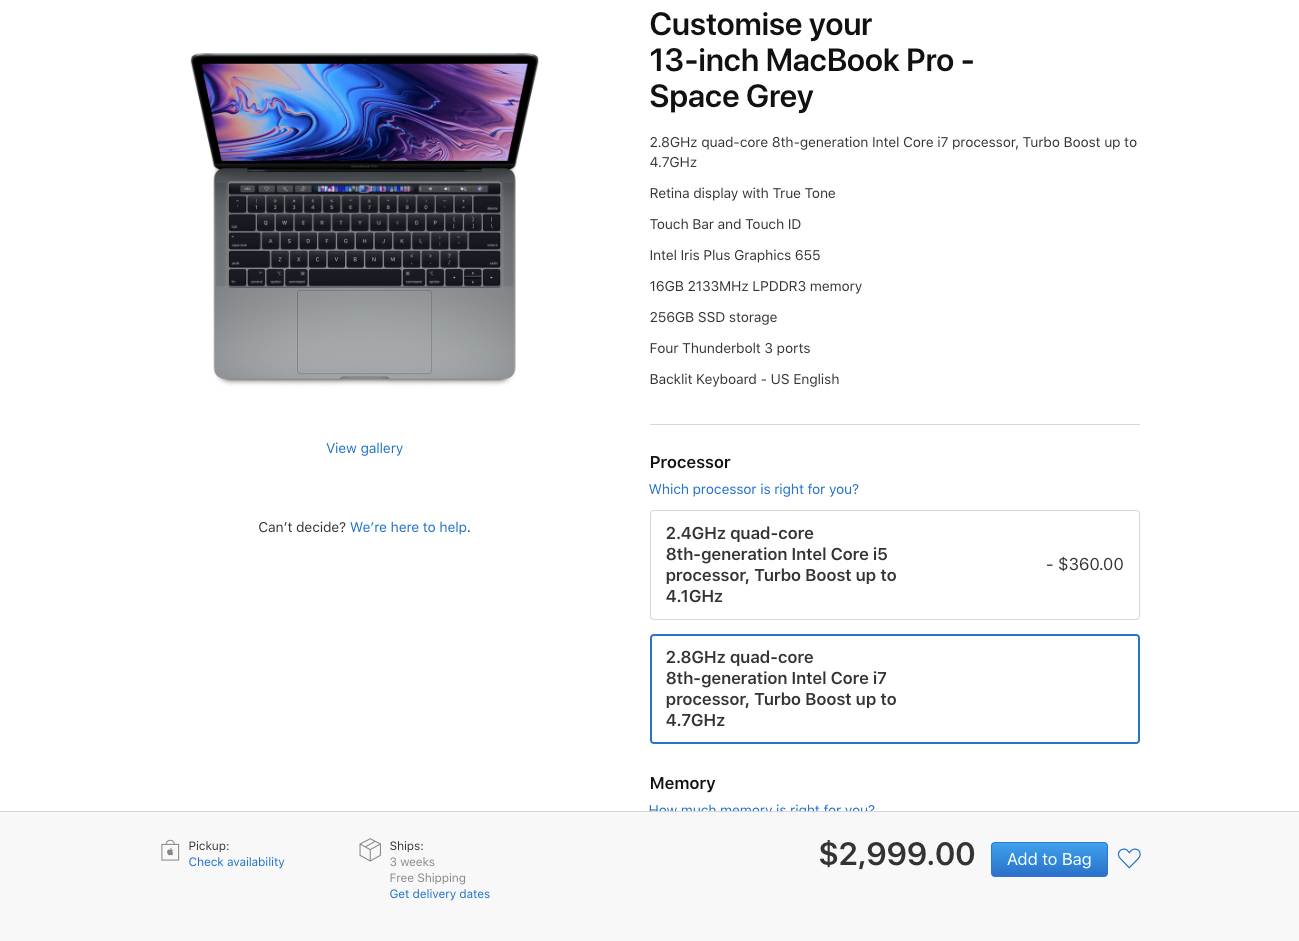 Customise your
13-inch MacBook Pro -
Space Grey
2.8GHz quad-core 8th-generation Intel Core i7 processor, Turbo Boost up to
4.7GHz
Retina display with True Tone
Touch Bar and Touch ID
Intel Iris Plus Graphics 655
16GB 2133MHz LPDDR3 memory
256GB SSD storage
Four Thunderbolt 3 ports
Backlit Keyboard - US English
View gallery
Can't decide? We're here to help.
Processor
Which processor is right for you?
2.4GHz quad-core
8th-generation Intel Core i5
processor, Turbo Boost up to
4.1GHz
- $360.00
2.8GHz quad-core
8th-generation Intel Core i7
processor, Turbo Boost up to
4.7GHz
Memory
How much memory is right for you?
Pickup:
Check availability
Ships:
3 weeks
Free Shipping
Get delivery dates
$2,999.00
Add to Bag